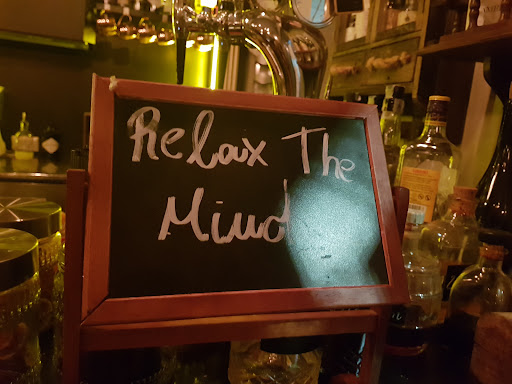 Relax The
Mind